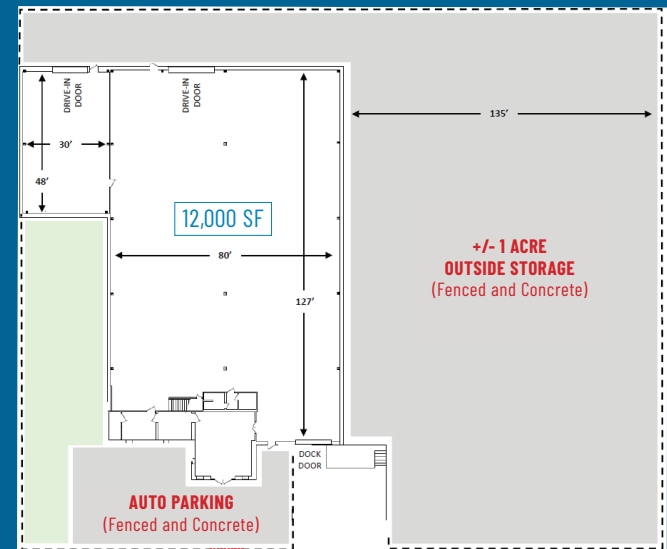 DRIVE-IN
DOOR
DRIVE-IN
DOOR
30'
135'
48'
12,000 SF
80'
+/- 1 ACRE
OUTSIDE STORAGE
(Fenced and Concrete)
127'
DOCK
DOOR
AUTO PARKING
(Fenced and Concrete)